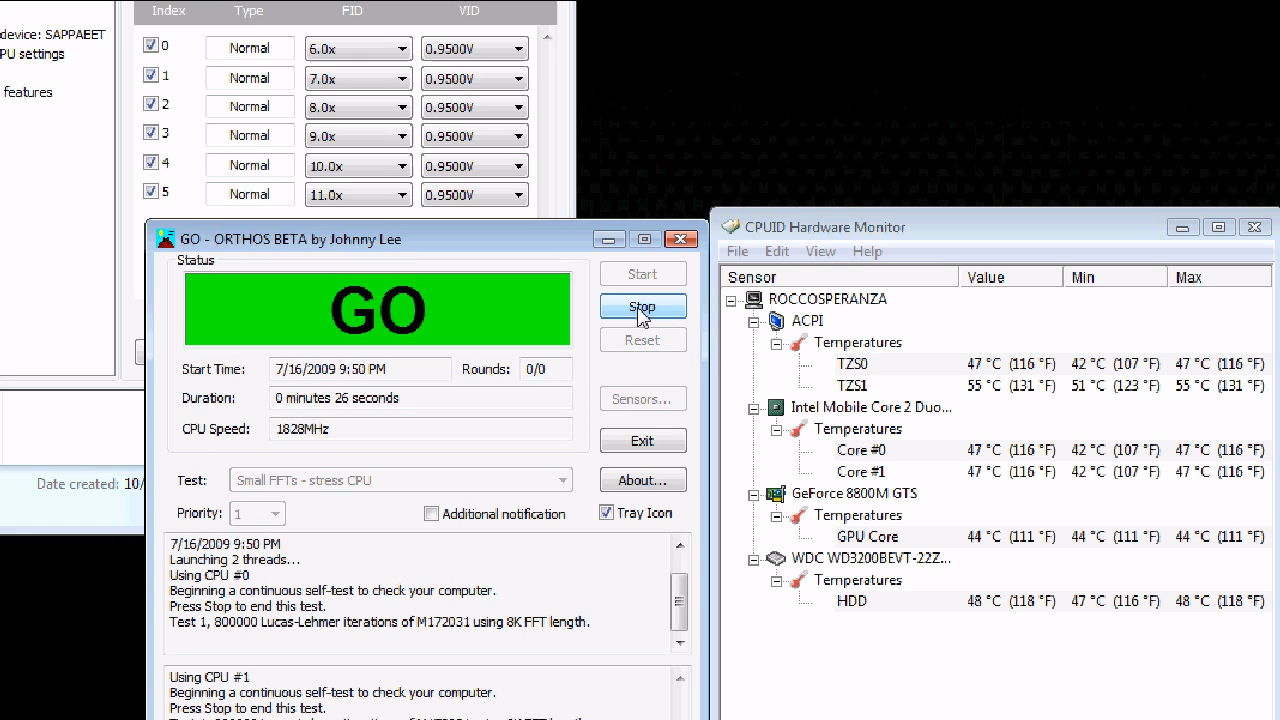 Index Type FID VID
device: SAPPAEET
PU settings
features
0 Normal 6.0x 0.9500V
1 Normal 7.0x 0.9500V
2 Normal 8.0x 0.9500V
3 Normal 9.0x 0.9500V
4 Normal 10.0x 0.9500V
5 Normal 11.0x 0.9500V
Date created: 10/
GO - ORTHOS BETA by Johnny Lee
Status
GO
Start
Stop
Reset
Start Time: 7/16/2009 9:50 PM Rounds: 0/0
Duration: 0 minutes 26 seconds
Sensors...
CPU Speed: 1828MHz
Exit
Test: Small FFTs - stress CPU
About...
Priority: 1 Additional notification Tray Icon
7/16/2009 9:50 PM
Launching 2 threads...
Using CPU #0
Beginning a continuous self-test to check your computer.
Press Stop to end this test.
Test 1, 800000 Lucas-Lehmer iterations of M172031 using 8K FFT length.
Using CPU #1
Beginning a continuous self-test to check your computer.
Press Stop to end this test.
CPUID Hardware Monitor
File Edit View Help
Sensor Value Min Max
ROCCOSPERANZA
ACPI
Temperatures
TZS0 47 °C (116 °F) 42 °C (107 °F) 47 °C (116 °F)
TZS1 55 °C (131 °F) 51 °C (123 °F) 55 °C (131 °F)
Intel Mobile Core 2 Duo...
Temperatures
Core #0 47 °C (116 °F) 42 °C (107 °F) 47 °C (116 °F)
Core #1 47 °C (116 °F) 42 °C (107 °F) 47 °C (116 °F)
GeForce 8800M GTS
Temperatures
GPU Core 44 °C (111 °F) 44 °C (111 °F) 44 °C (111 °F)
WDC WD3200BEVT-22Z...
Temperatures
HDD 48 °C (118 °F) 47 °C (116 °F) 48 °C (118 °F)